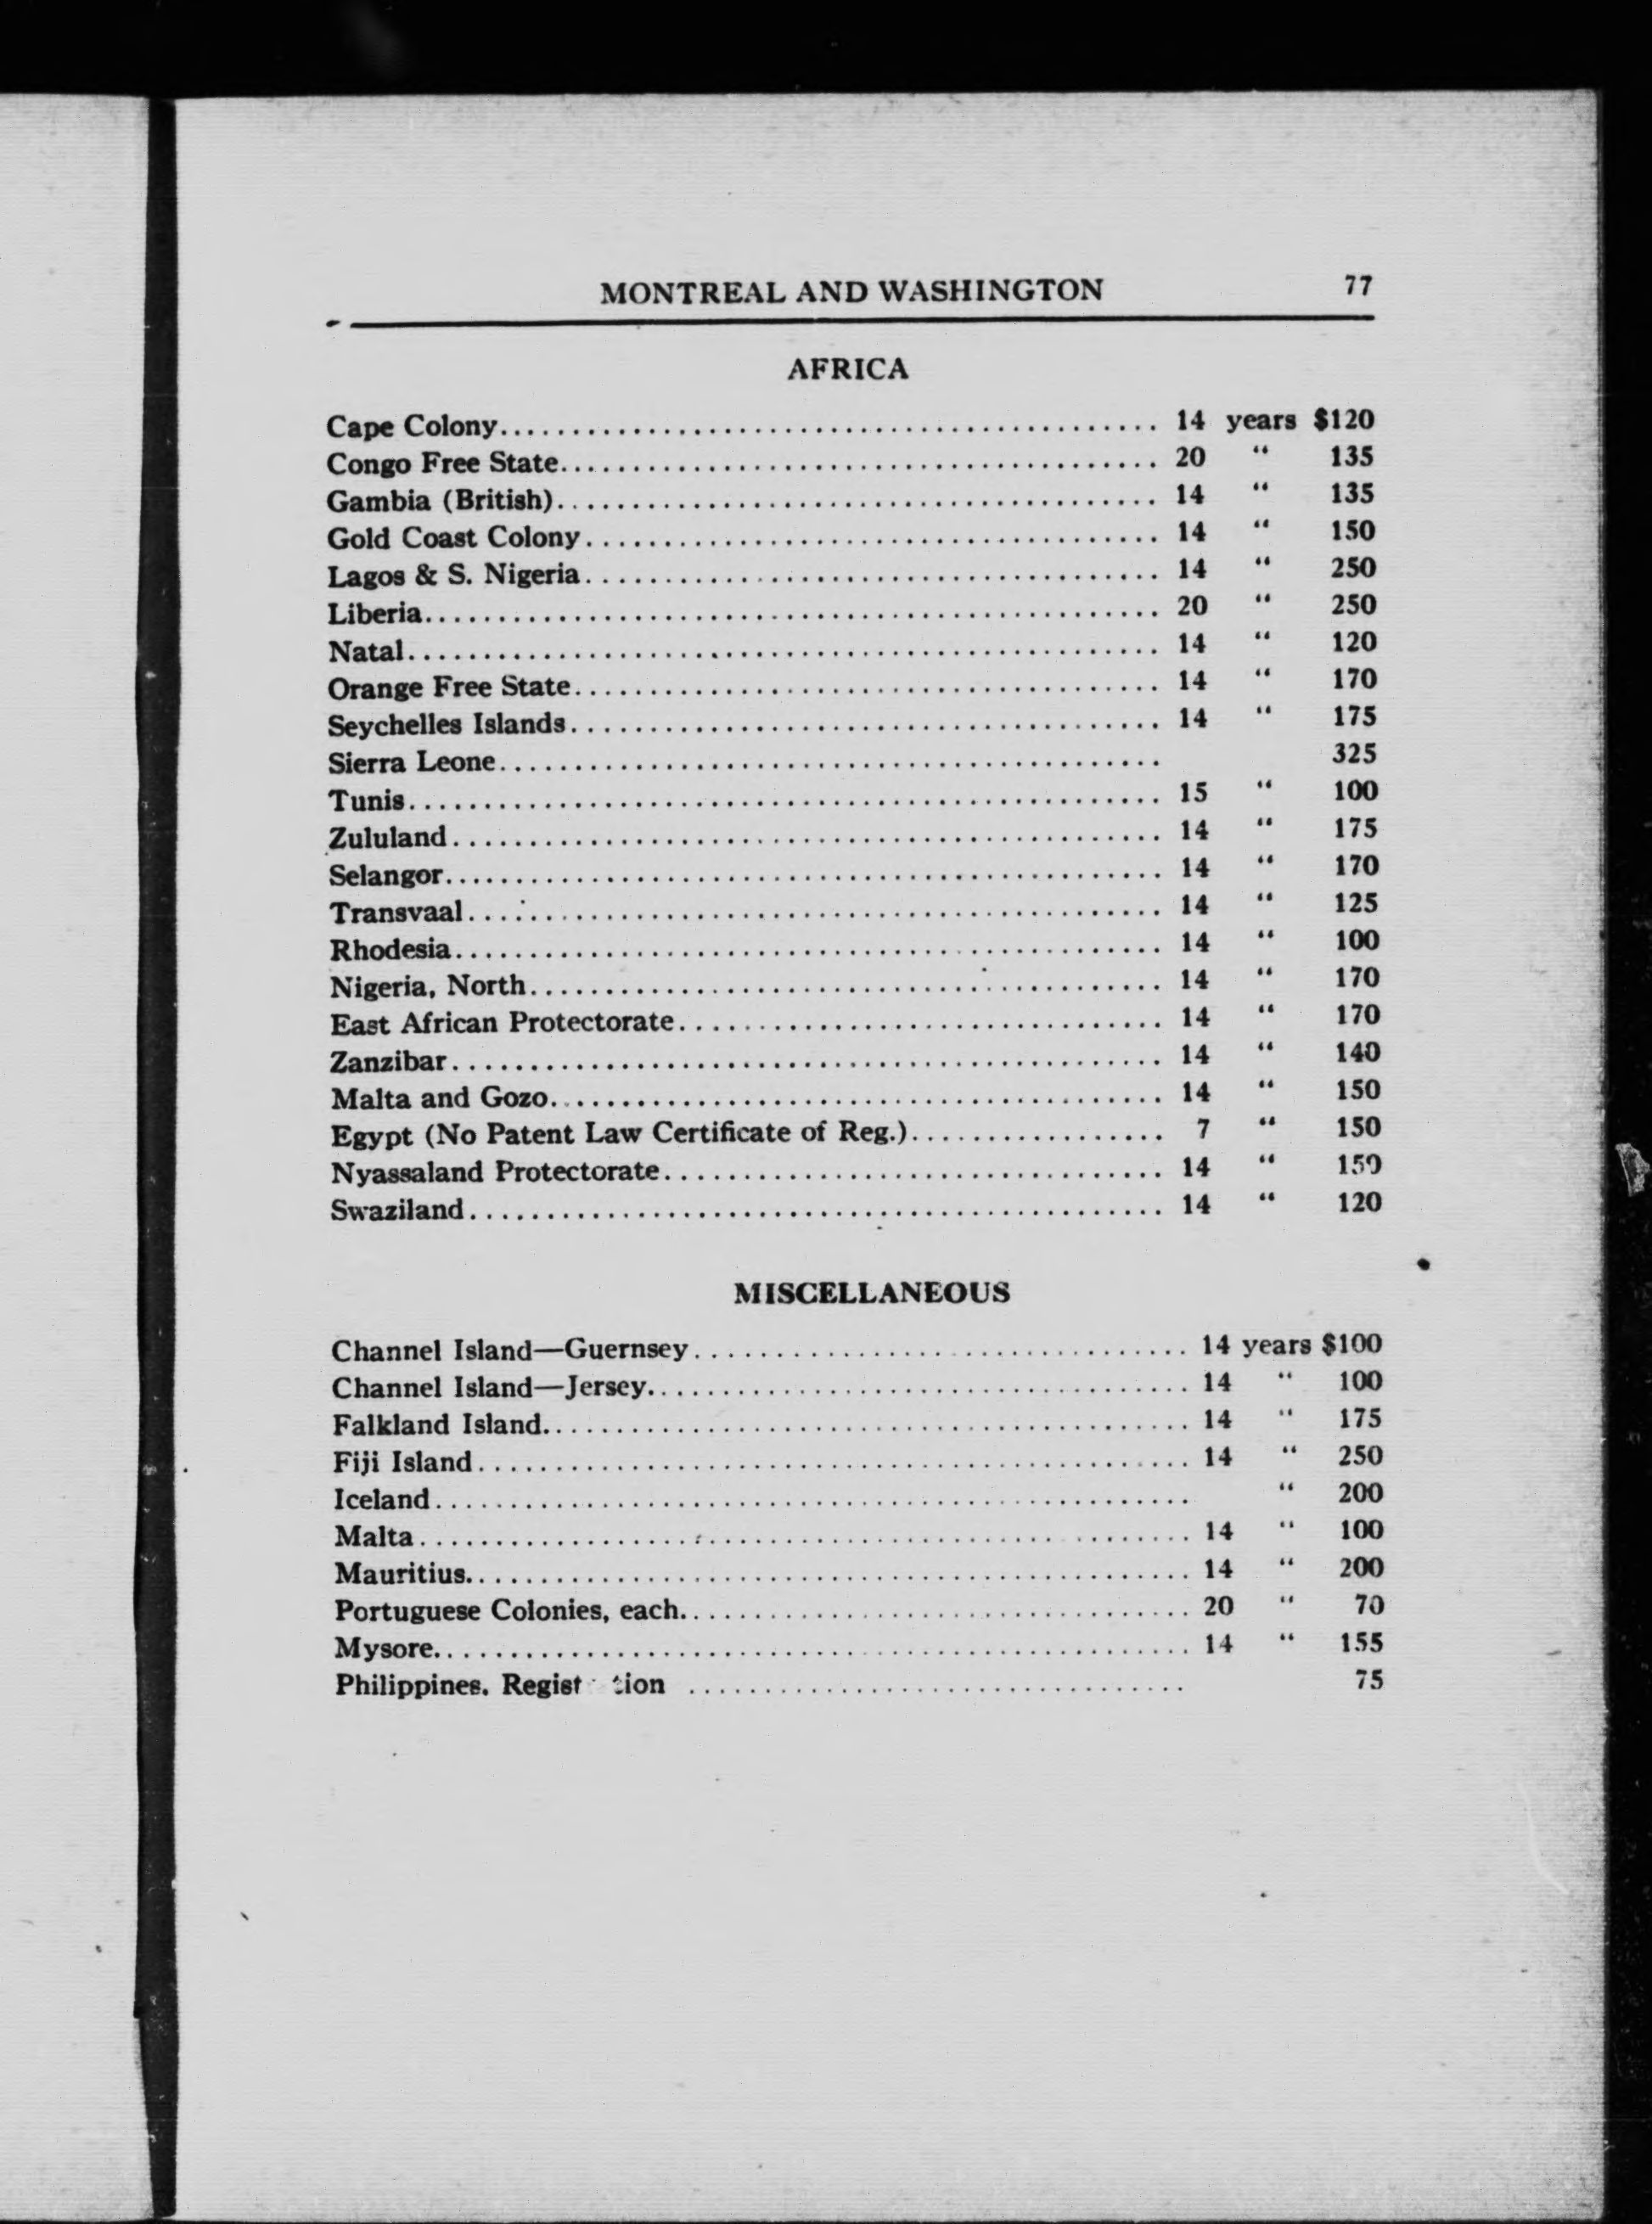 MONTREAL AND WASHINGTON 77
AFRICA
Cape Colony 14 years $120
Congo Free State 20 “ 135
Gambia (British) 14 “ 135
Gold Coast Colony 14 “ 150
Lagos & S. Nigeria 14 “ 250
Liberia 20 “ 250
Natal 14 “ 120
Orange Free State 14 “ 170
Seychelles Islands 14 “ 175
Sierra Leone 325
Tunis 15 “ 100
Zululand 14 “ 175
Selangor 14 “ 170
Transvaal 14 “ 125
Rhodesia 14 “ 100
Nigeria, North 14 “ 170
East African Protectorate 14 “ 170
Zanzibar 14 “ 140
Malta and Gozo 14 “ 150
Egypt (No Patent Law Certificate of Reg.) 7 “ 150
Nyassaland Protectorate 14 “ 150
Swaziland 14 “ 120
MISCELLANEOUS
Channel Island—Guernsey 14 years $100
Channel Island—Jersey 14 “ 100
Falkland Island 14 “ 175
Fiji Island 14 “ 250
Iceland “ 200
Malta 14 “ 100
Mauritius 14 “ 200
Portuguese Colonies, each 20 “ 70
Mysore 14 “ 155
Philippines, 75